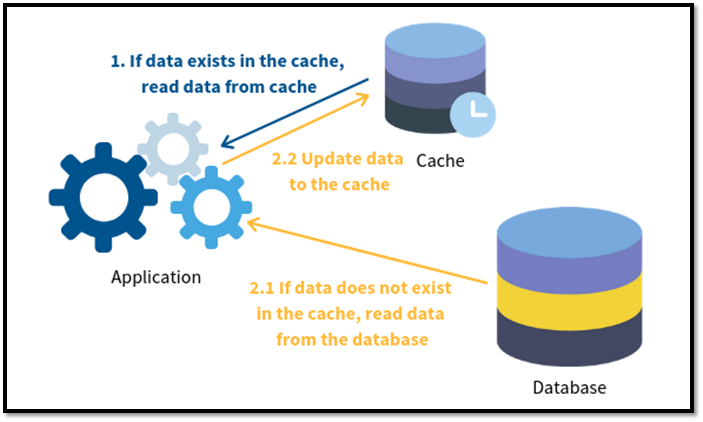 1. If data exists in the cache,
read data from cache
2.2 Update data
to the cache
Cache
Application
2.1 If data does not exist
in the cache, read data
from the database
Database